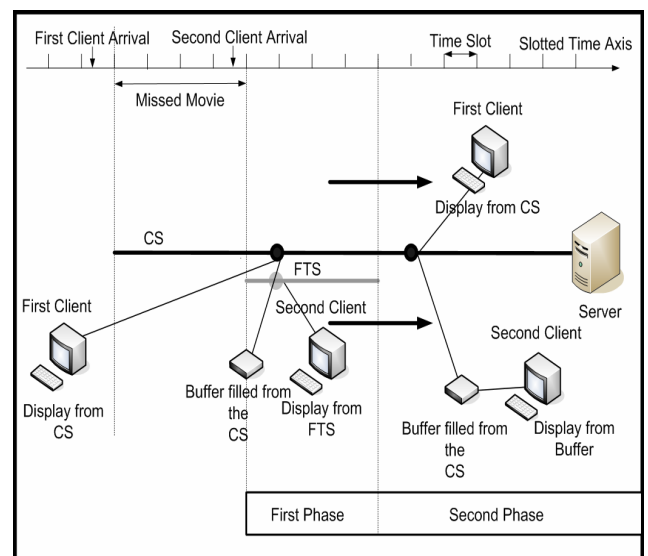 First Client Arrival
Second Client Arrival
Time Slot
Slotted Time Axis
Missed Movie
First Client
Display from CS
CS
FTS
Server
First Client
Second Client
Second Client
Display from
CS
Buffer filled from
the
CS
Display from
FTS
Buffer filled from
the
CS
Display from
Buffer
First Phase
Second Phase